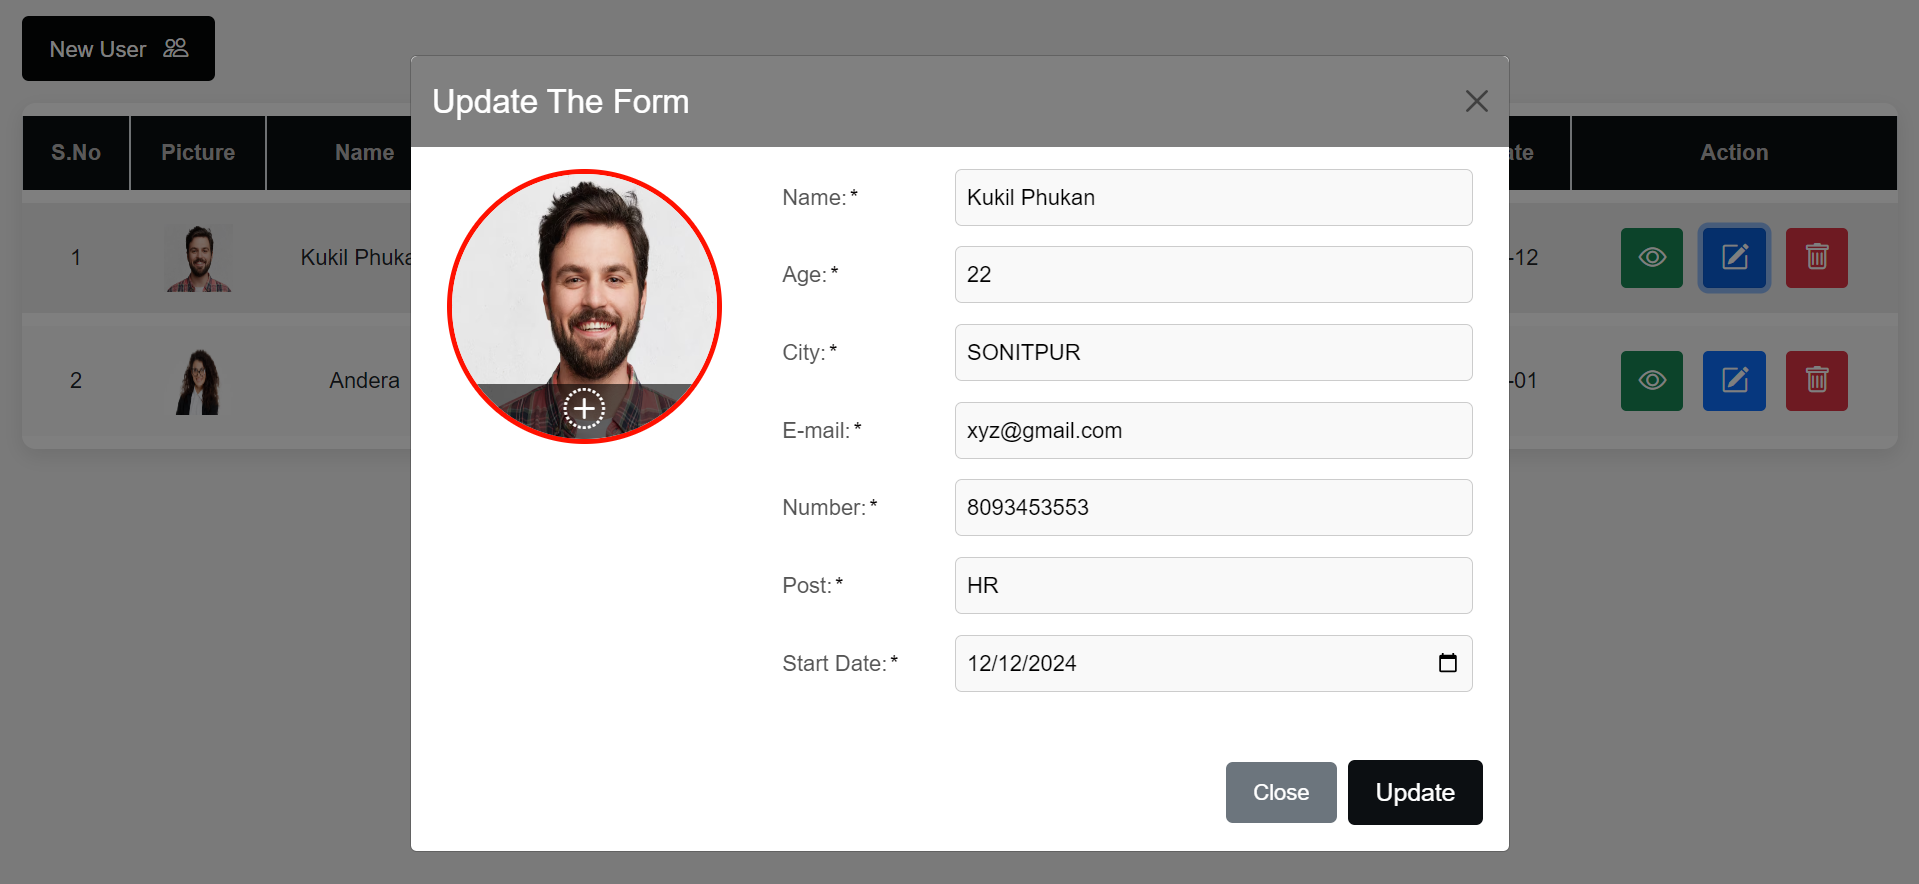 New User
Update The Form
S.No Picture Name Action
Name:* Kukil Phukan
Age:* 22
1 Kukil Phuka -12
City:* SONITPUR
2 Andera -01
E-mail:* xyz@gmail.com
Number:* 8093453553
Post:* HR
Start Date:* 12/12/2024
Close Update